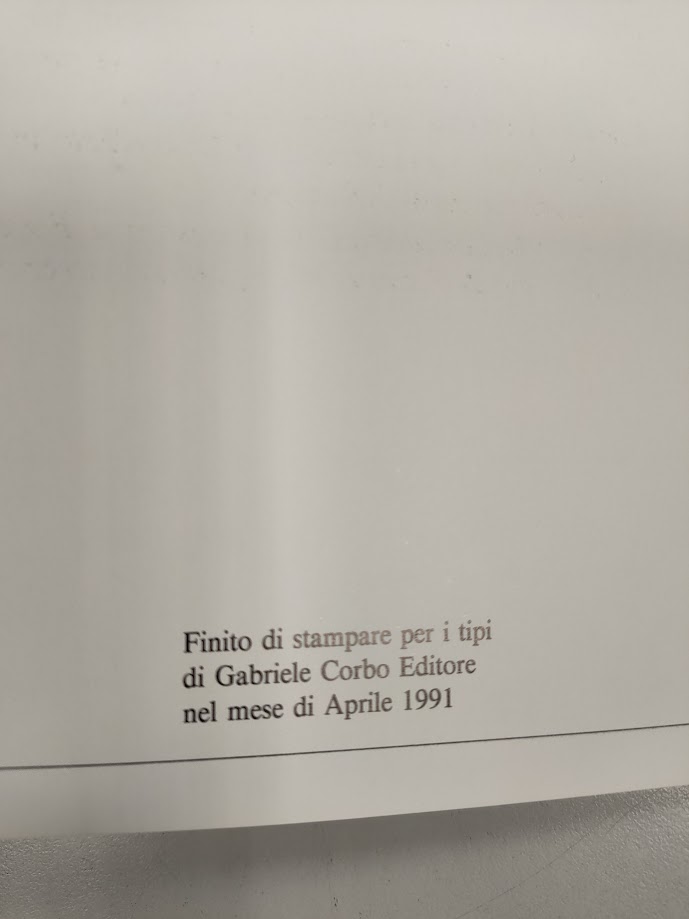 Finito di stampare per i tipi
di Gabriele Corbo Editore
nel mese di Aprile 1991